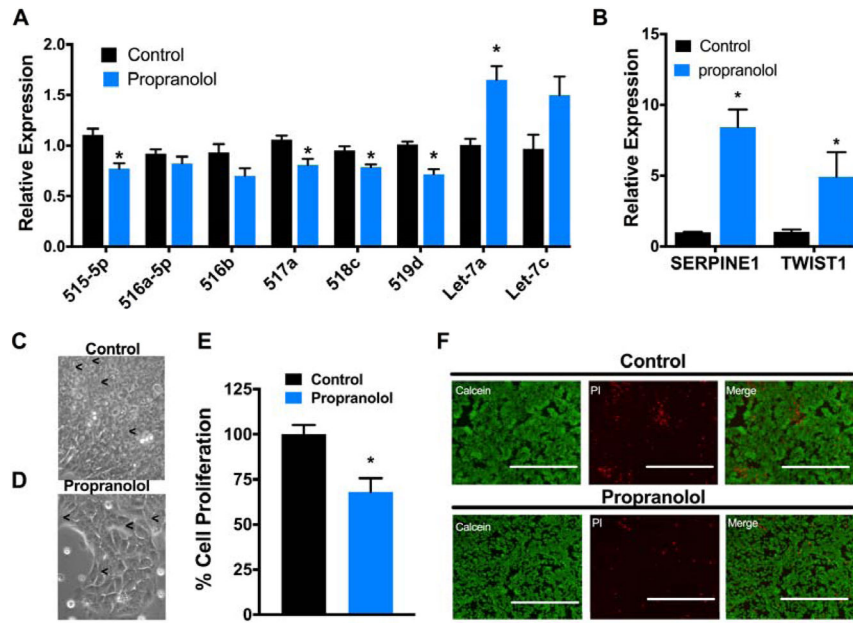 A
Relative Expression
2.0
1.5
1.0
0.5
0.0
Control
Propranolol
*
*
*
*
*
515-5p
516a-5p
516b
517a
518c
519d
Let-7a
Let-7c
B
Relative Expression
15
10
5
0
Control
propranolol
*
*
SERPINE1
TWIST1
C
Control
D
Propranolol
E
% Cell Proliferation
125
100
75
50
25
0
Control
Propranolol
*
F
Control
Calcein
PI
Merge
Propranolol
Calcein
PI
Merge